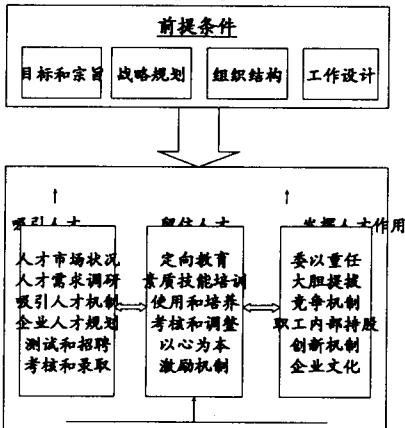 前提条件
目标和宗旨 战略规划 组织结构 工作设计
吸引人才 留住人才 发挥人才作用
人才市场状况
人才需求调研
吸引人才机制
企业人才规划
测试和招聘
考核和录取
定向教育
素质技能培训
使用和培养
考核和调整
以心为本
激励机制
委以重任
大胆提拔
竞争机制
职工内部持股
创新机制
企业文化